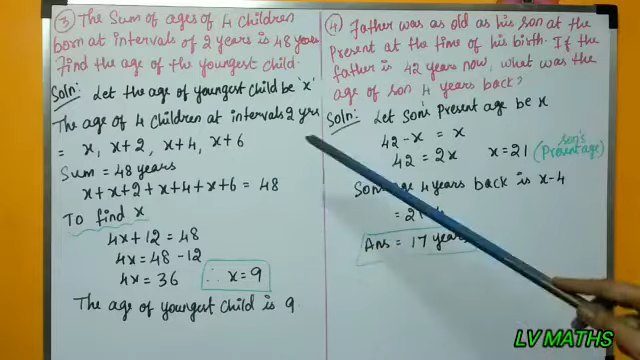 ③ The Sum of ages of 4 Children
born at intervals of 2 years is 48 years
Find the age of the youngest child.
Soln: Let the age of youngest child be 'x'
The age of 4 Children at intervals 2 yrs
= x, x+2, x+4, x+6
Sum = 48 years
x + x+2 + x+4 + x+6 = 48
To find x
4x + 12 = 48
4x = 48 - 12
4x = 36 ∴ x = 9
The age of youngest Child is 9
④ Father was as old as his son at the
Present at the time of his birth. If the
father is 42 years now, what was the
age of son 4 years back?
Soln: Let Son's Present age be x
42 - x = x
42 = 2x x = 21 (son's Present age)
age 4 years back is x-4
= 
Ans = 17 years
LV MATHS